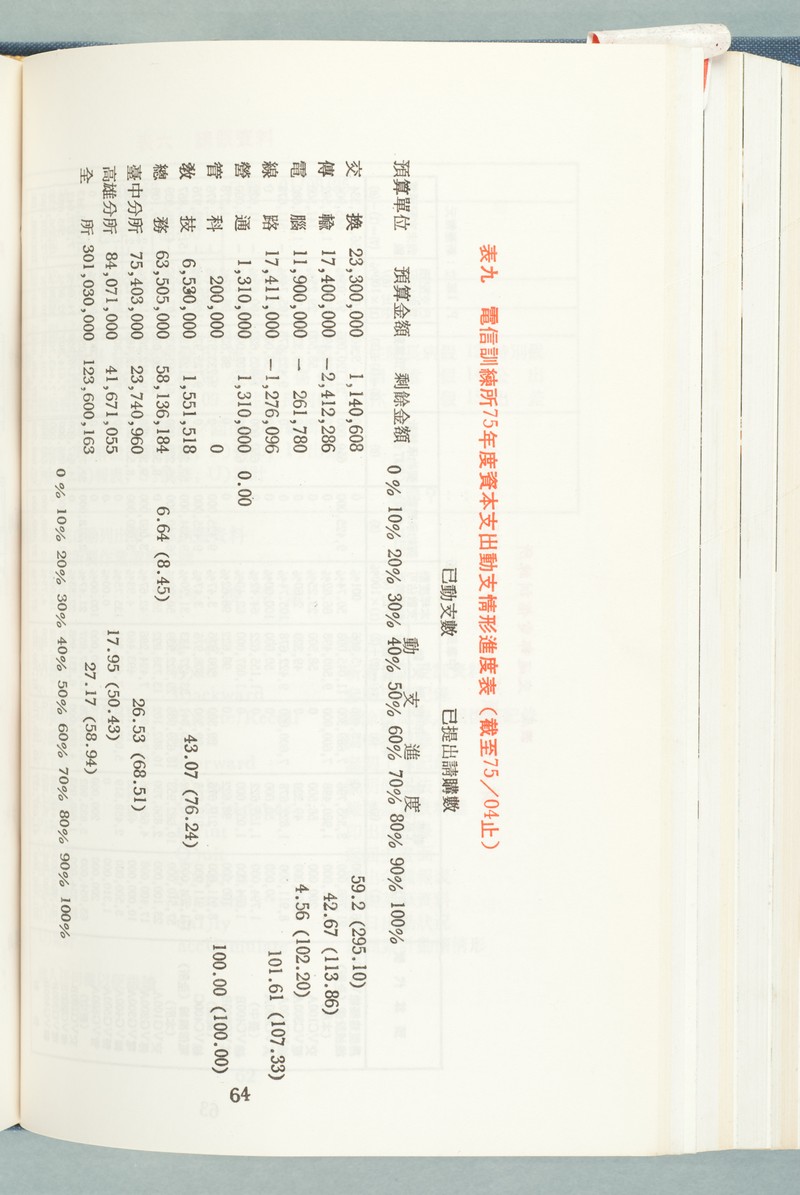 表九　電信訓練所75年度資本支出動支情形進度表（截至75／04止）
已動支數　已提出請購數
動　支　進　度
預算單位　預算金額　剩餘金額　0% 10% 20% 30% 40% 50% 60% 70% 80% 90% 100%
交　換　23,300,000　1,140,608　59.2 (295.10)
傳　輸　17,400,000　－2,412,286　42.67 (113.86)
電　腦　11,900,000　－ 261,780　4.56 (102.20)
線　路　17,411,000　－1,276,096　101.61 (107.33)
營　通　1,310,000　1,310,000　0.00
管　科　200,000　0　100.00 (100.00)
教　技　6,530,000　1,551,518　43.07 (76.24)
總　務　63,505,000　58,136,184　6.64 (8.45)
臺中分所　75,403,000　23,740,960　26.53 (68.51)
高雄分所　84,071,000　41,671,055　17.95 (50.43)
全　所　301,030,000　123,600,163　27.17 (58.94)
0% 10% 20% 30% 40% 50% 60% 70% 80% 90% 100%
64